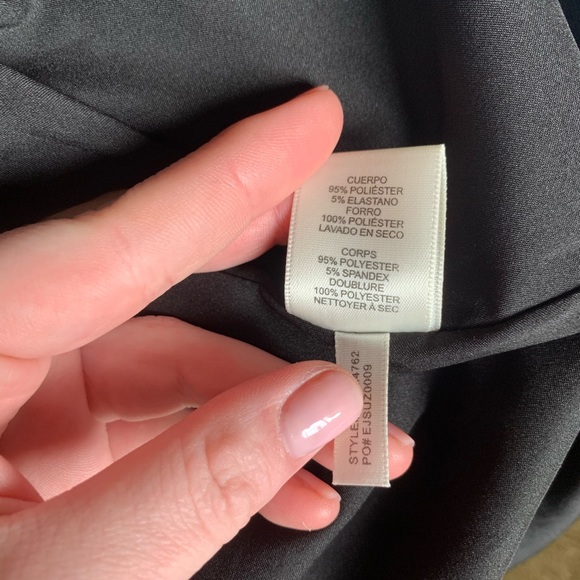 CUERPO
95% POLIÉSTER
5% ELASTANO
FORRO
100% POLIÉSTER
LAVADO EN SECO
CORPS
95% POLYESTER
5% SPANDEX
DOUBLURE
100% POLYESTER
NETTOYER À SEC
STYLE 4762
PO# EJSUZ0009